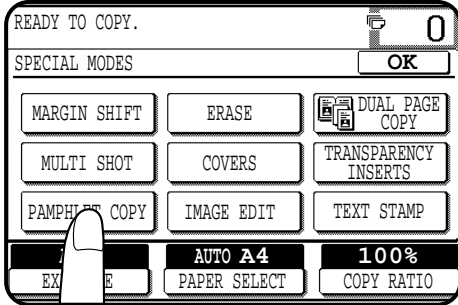 READY TO COPY.
0
SPECIAL MODES
OK
MARGIN SHIFT
ERASE
DUAL PAGE
COPY
MULTI SHOT
COVERS
TRANSPARENCY
INSERTS
PAMPHLET COPY
IMAGE EDIT
TEXT STAMP
AUTO A4
100%
PAPER SELECT
COPY RATIO